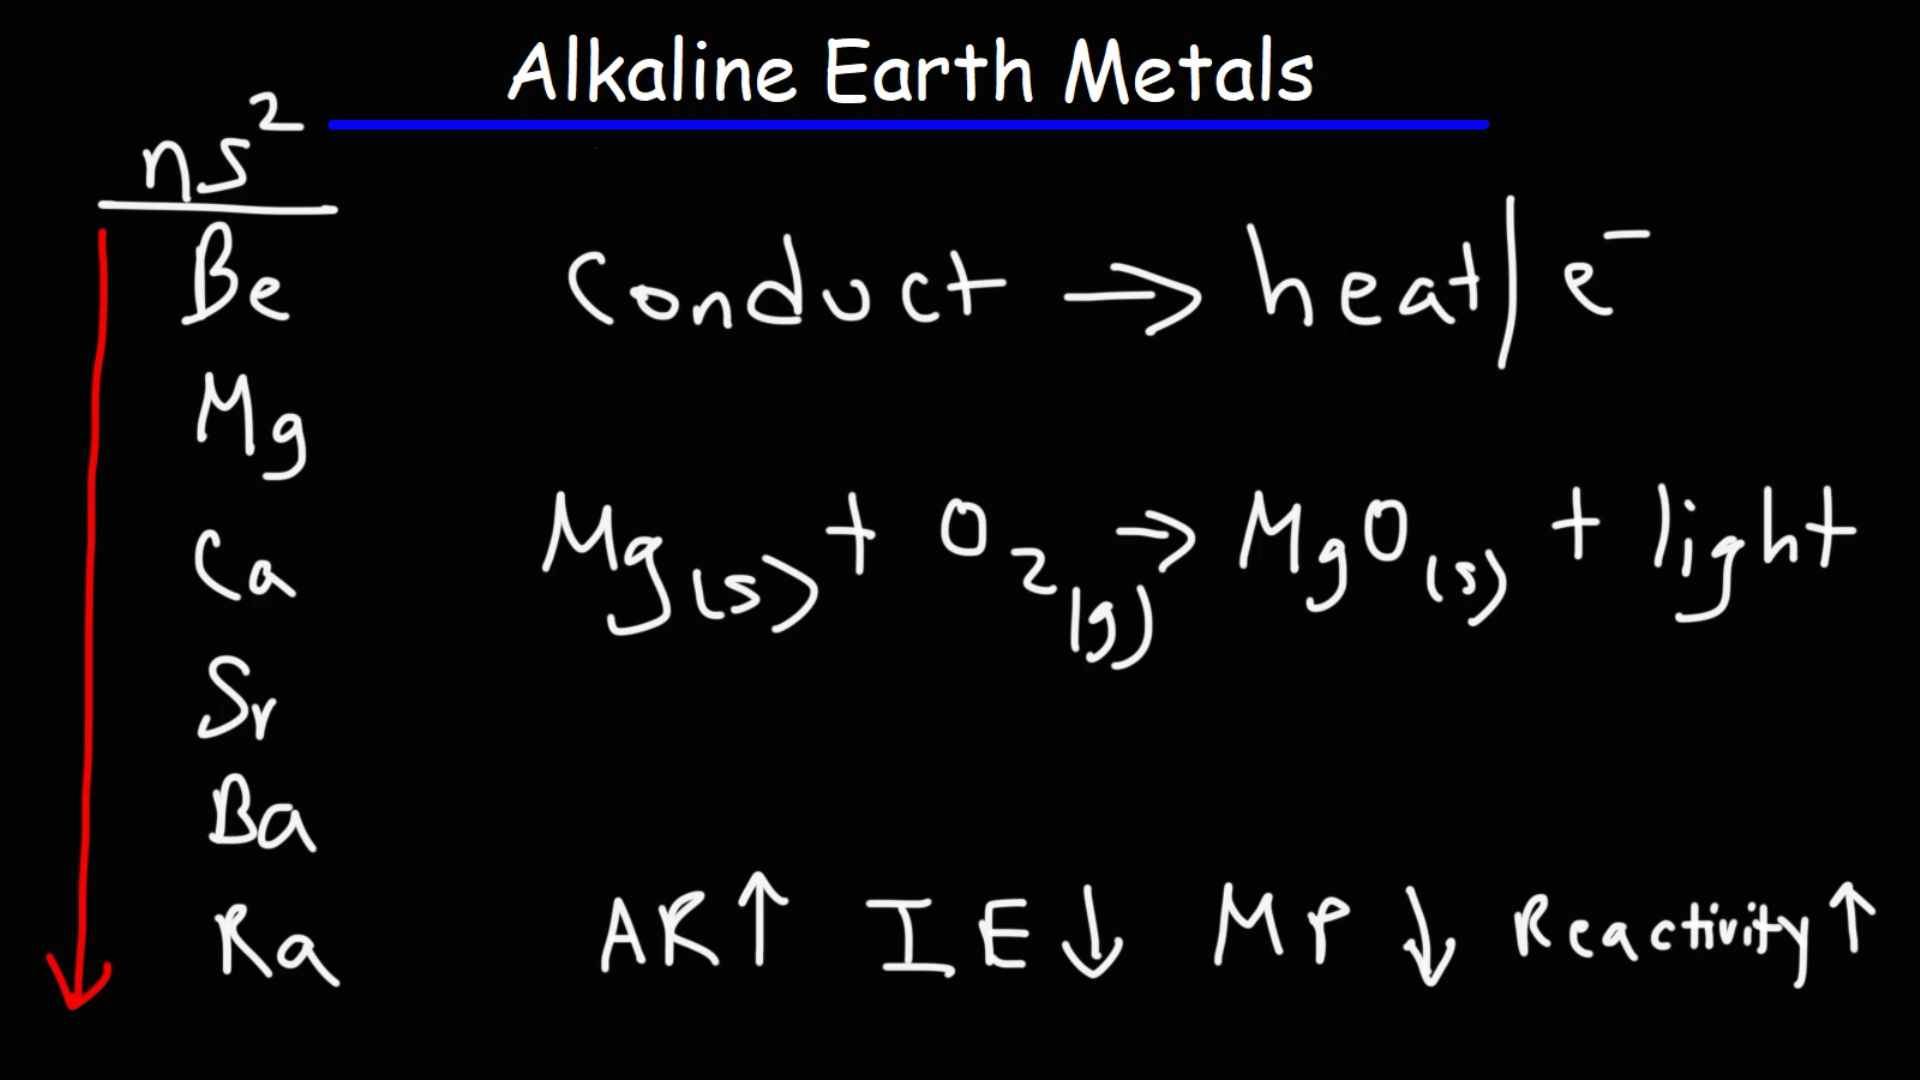 Alkaline Earth Metals
ns²
Be
Conduct → heat/e⁻
Mg
Mg(s) + O₂(g) → MgO(s) + light
Ca
Sr
Ba
Ra
AR↑ IE↓ MP↓ Reactivity↑